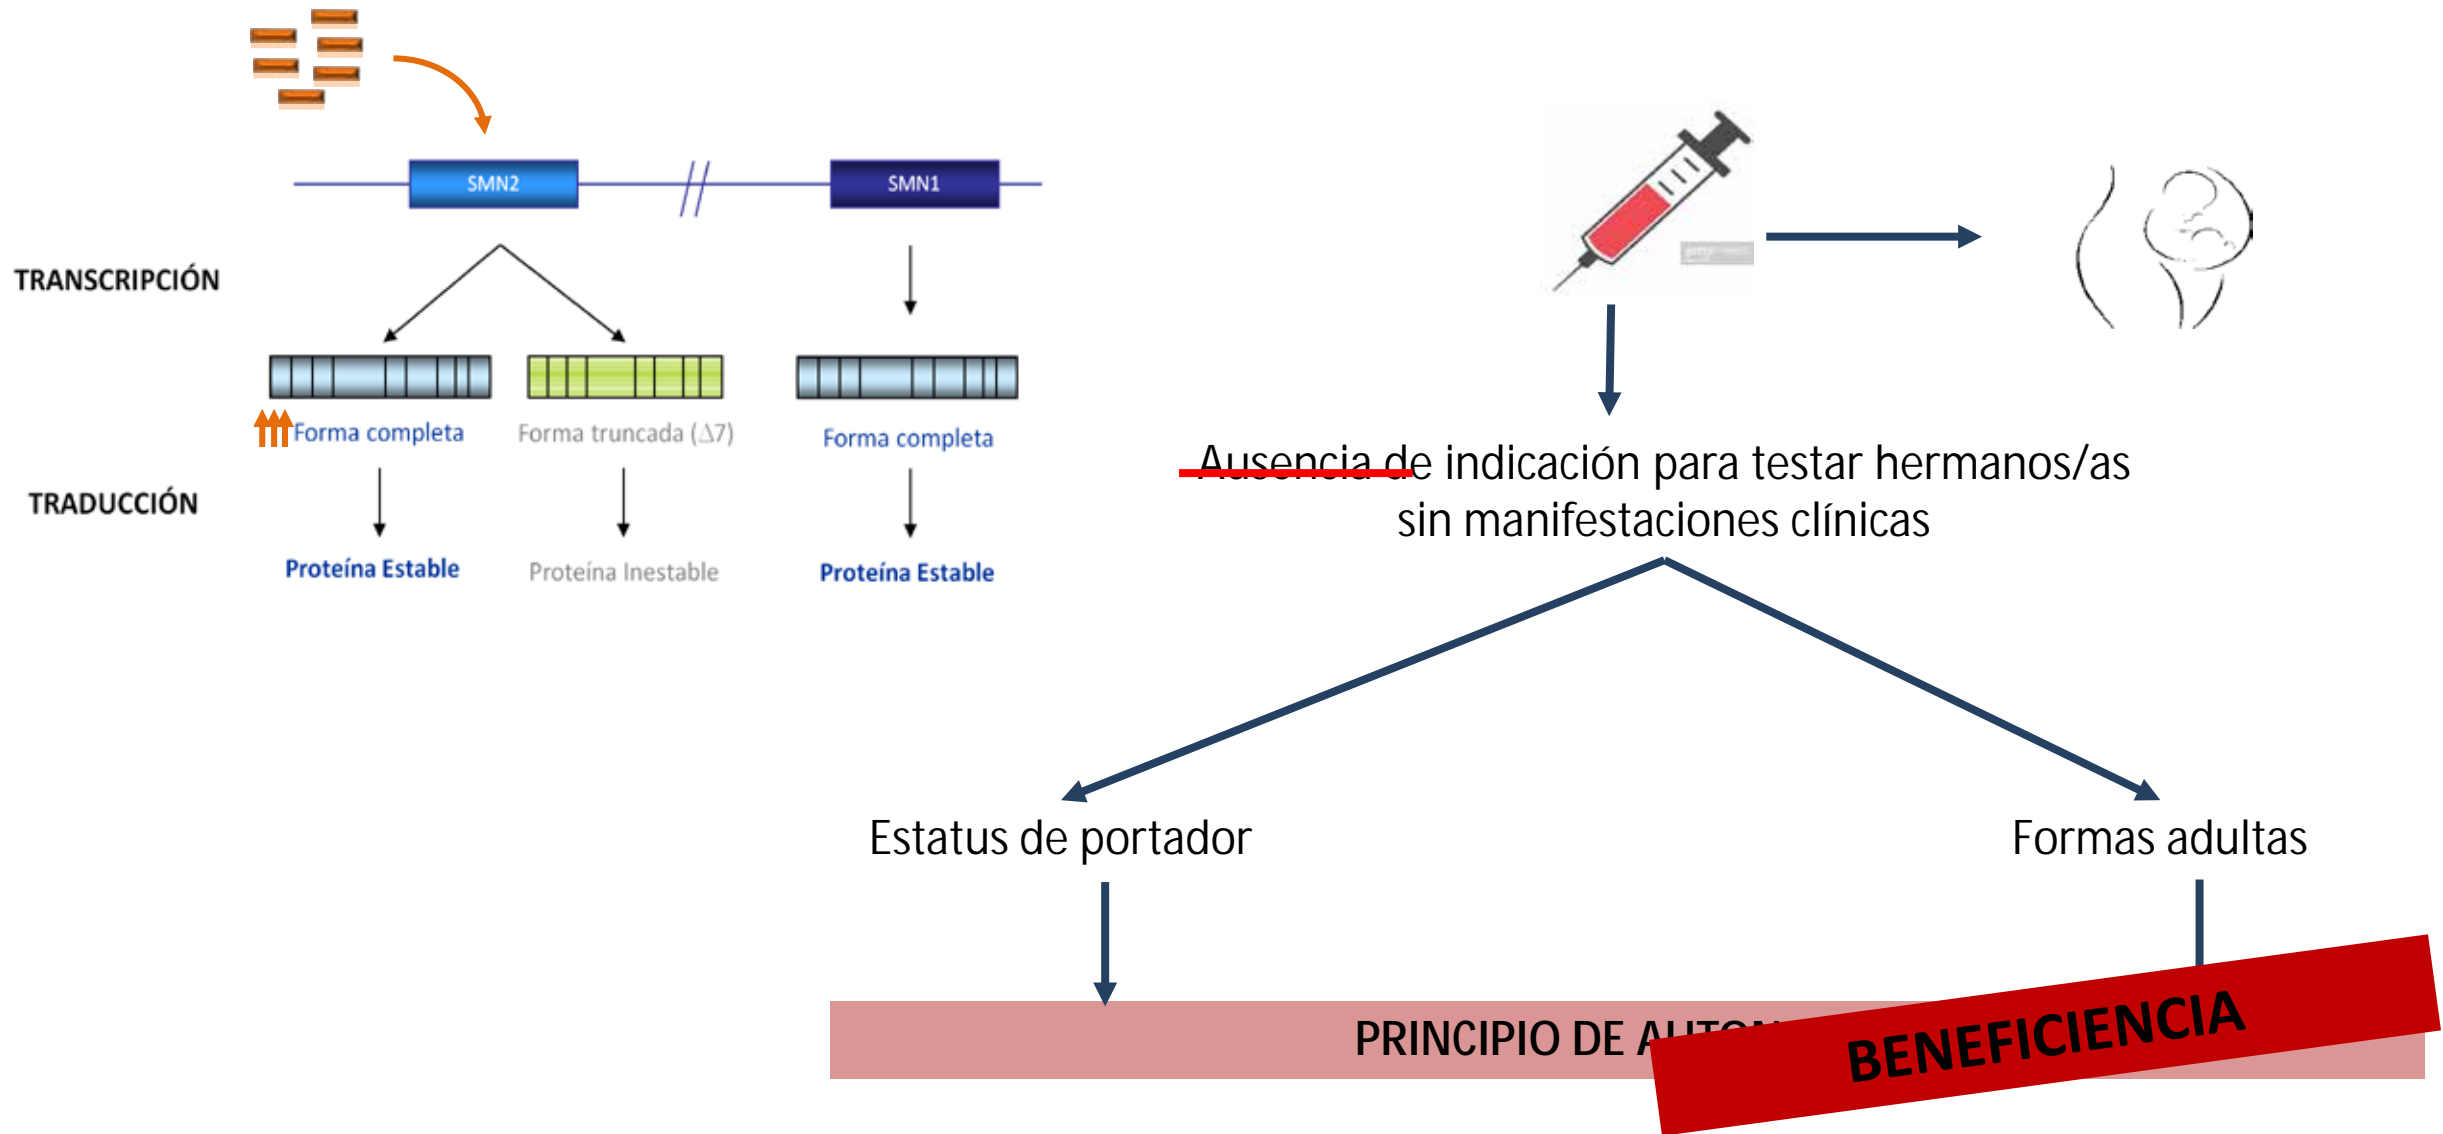 SMN2
SMN1
TRANSCRIPCIÓN
Forma completa
Forma truncada (Δ7)
Forma completa
TRADUCCIÓN
Proteína Estable
Proteína Inestable
Proteína Estable
Ausencia de indicación para testar hermanos/as
sin manifestaciones clínicas
Estatus de portador
Formas adultas
PRINCIPIO DE
BENEFICIENCIA